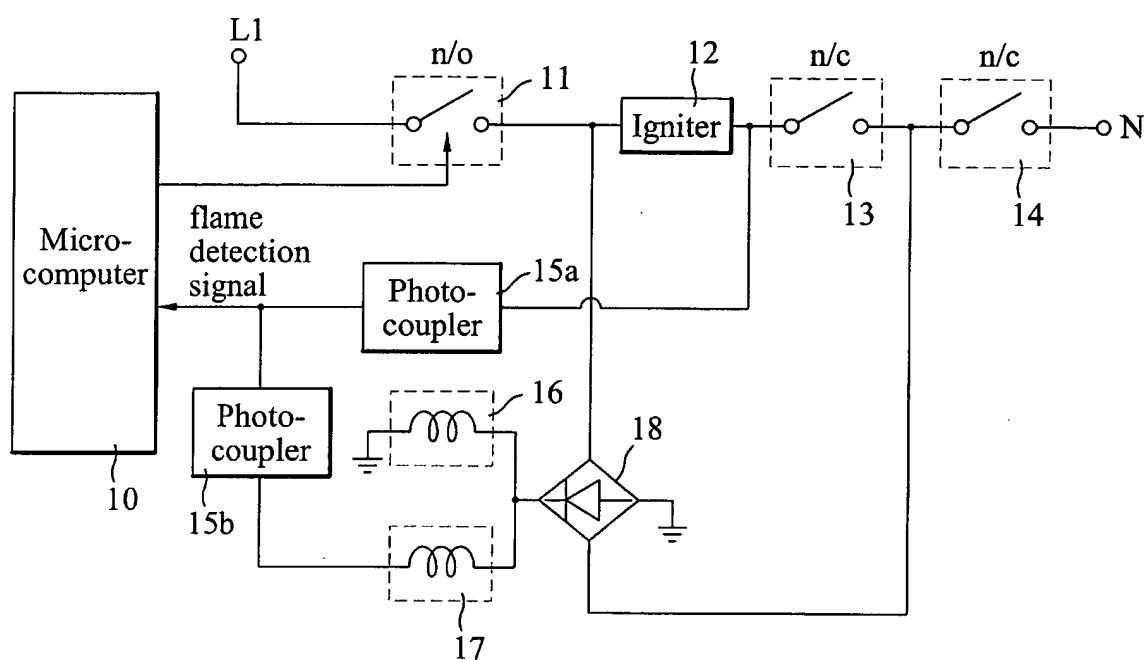 L1
n/o
11
12
n/c
n/c
Igniter
N
13
14
Micro-
computer
flame
detection
signal
Photo-
coupler
15a
Photo-
coupler
16
18
10
15b
17